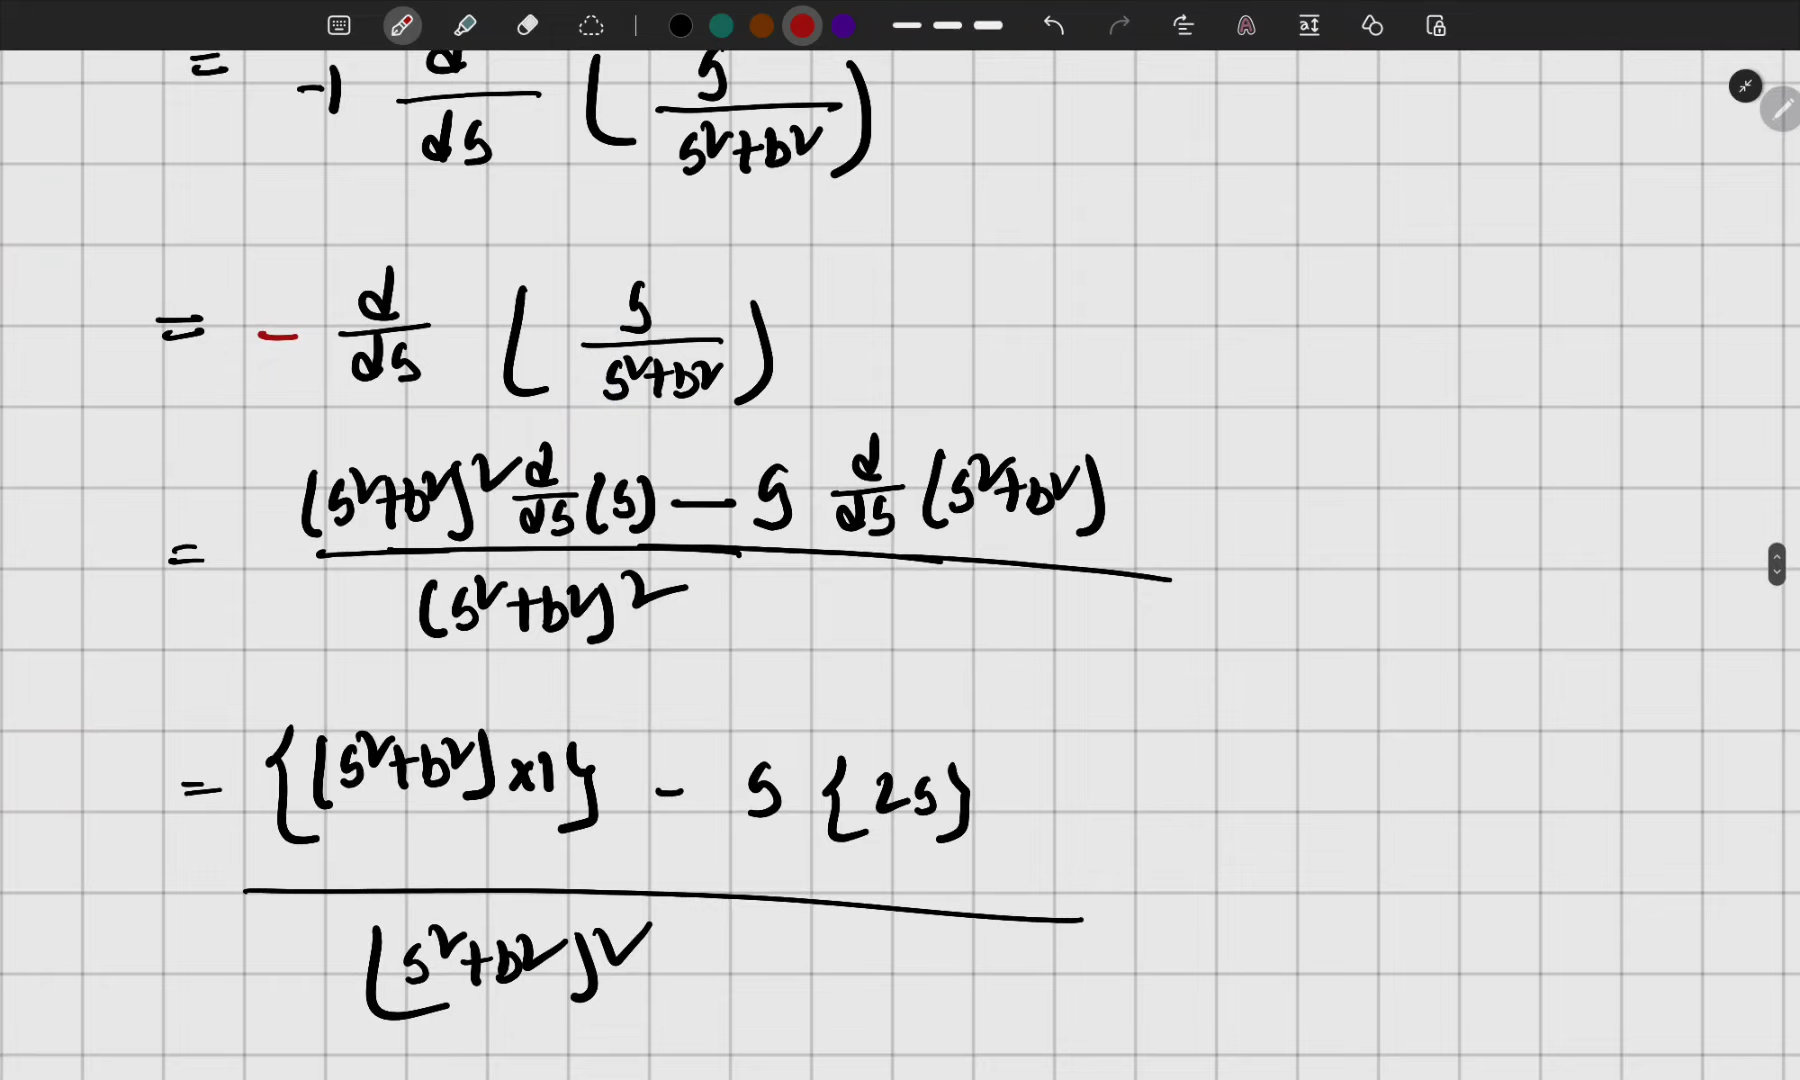 = -1 d/ds ( s/(s²+b²) )
= - d/ds ( s/(s²+b²) )
= ((s²+b²)² d/ds (s) — s d/ds (s²+b²)) / (s²+b²)²
= ({(s²+b²)×1} - s {2s}) / (s²+b²)²